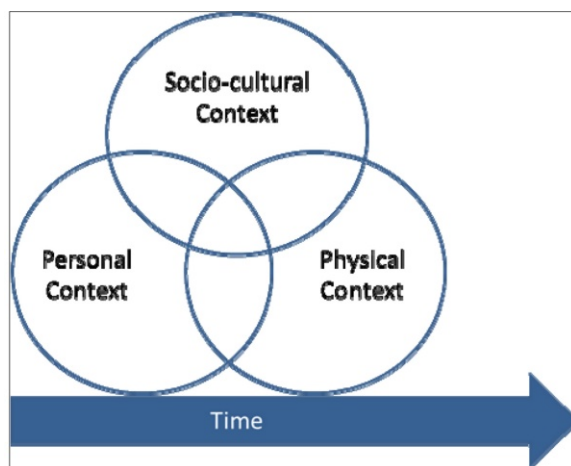 Socio-cultural
Context
Personal
Context
Physical
Context
Time